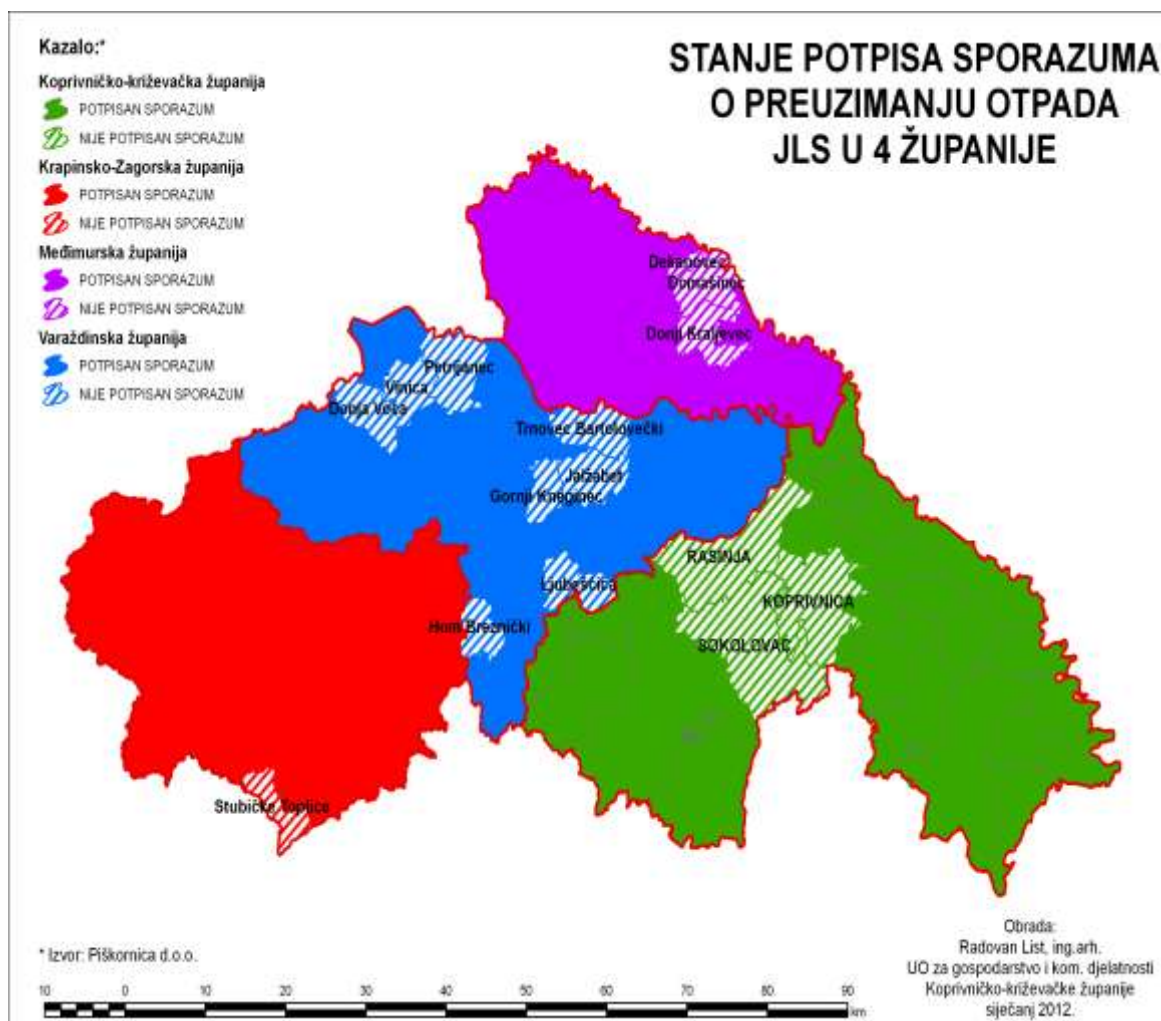 Kazalo:*
Koprivničko-križevačka županija
POTPISAN SPORAZUM
NIJE POTPISAN SPORAZUM
Krapinsko-Zagorska županija
POTPISAN SPORAZUM
NIJE POTPISAN SPORAZUM
Međimurska županija
POTPISAN SPORAZUM
NIJE POTPISAN SPORAZUM
Varaždinska županija
POTPISAN SPORAZUM
NIJE POTPISAN SPORAZUM
STANJE POTPISA SPORAZUMA
O PREUZIMANJU OTPADA
JLS U 4 ŽUPANIJE
Dekanovec
Domašinec
Donji Kraljevec
Petrijanec
Vinica
Donja Voća
Trnovec Bartolovečki
Jalžabet
Gornji Kneginec
RASINJA
Ljubešćica
KOPRIVNICA
Hum Breznički
SOKOLOVAC
Stubičke Toplice
* Izvor: Piškornica d.o.o.
Obrada:
Radovan List, ing.arh.
UO za gospodarstvo i kom. djelatnosti
Koprivničko-križevačke županije
siječanj 2012.
10 0 10 20 30 40 50 60 70 80 90
km